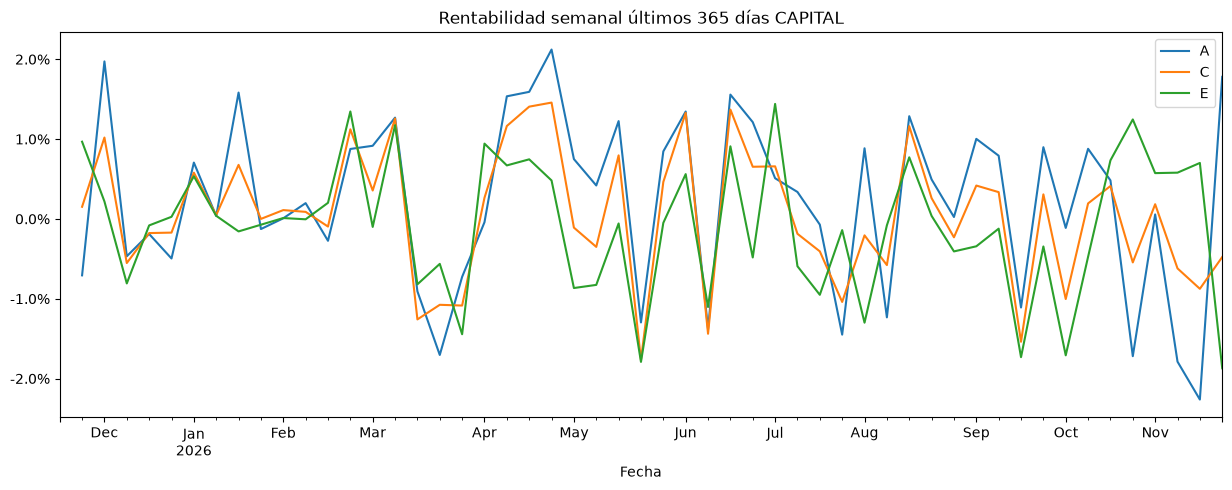 Rentabilidad semanal últimos 365 días CAPITAL
A
C
E
2.0%
1.0%
0.0%
-1.0%
-2.0%
Dec Jan Feb Mar Apr May Jun Jul Aug Sep Oct Nov
2026
Fecha